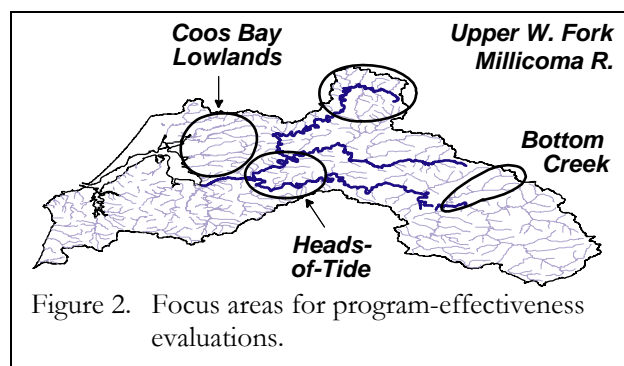 Coos Bay
Lowlands
Upper W. Fork
Millicoma R.
Bottom
Creek
Heads-
of-Tide
Figure 2. Focus areas for program-effectiveness
evaluations.